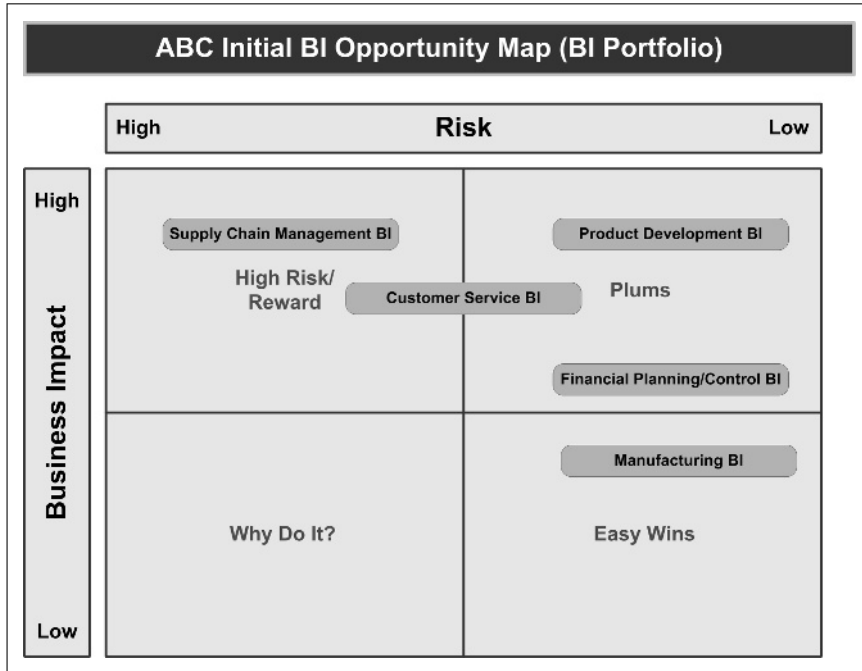 ABC Initial BI Opportunity Map (BI Portfolio)
High Risk Low
High
Business Impact
Low
Supply Chain Management BI
Product Development BI
High Risk/
Reward
Customer Service BI
Plums
Financial Planning/Control BI
Manufacturing BI
Why Do It?
Easy Wins